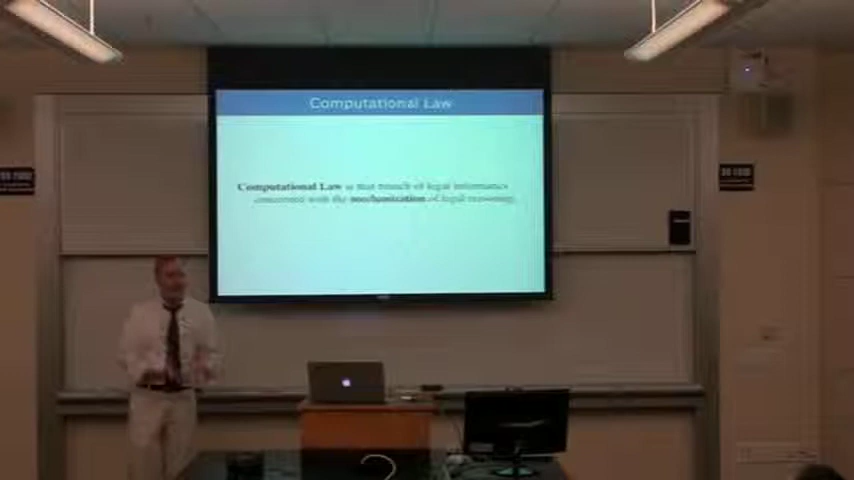 Computational Law
Computational Law is that branch of legal informatics
concerned with the mechanization of legal reasoning.